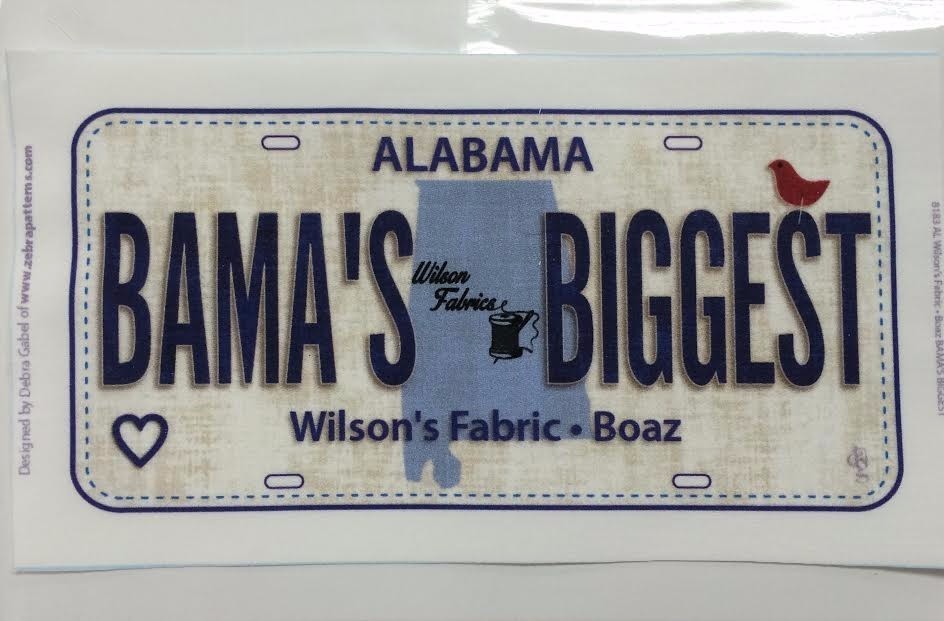 ALABAMA
BAMA'S BIGGEST
Wilson
Fabrics
Wilson's Fabric • Boaz
Designed by Debra Gabel of www.zebrapatterns.com
8183 AL Wilson's Fabric • Boaz BAMA'S BIGGEST